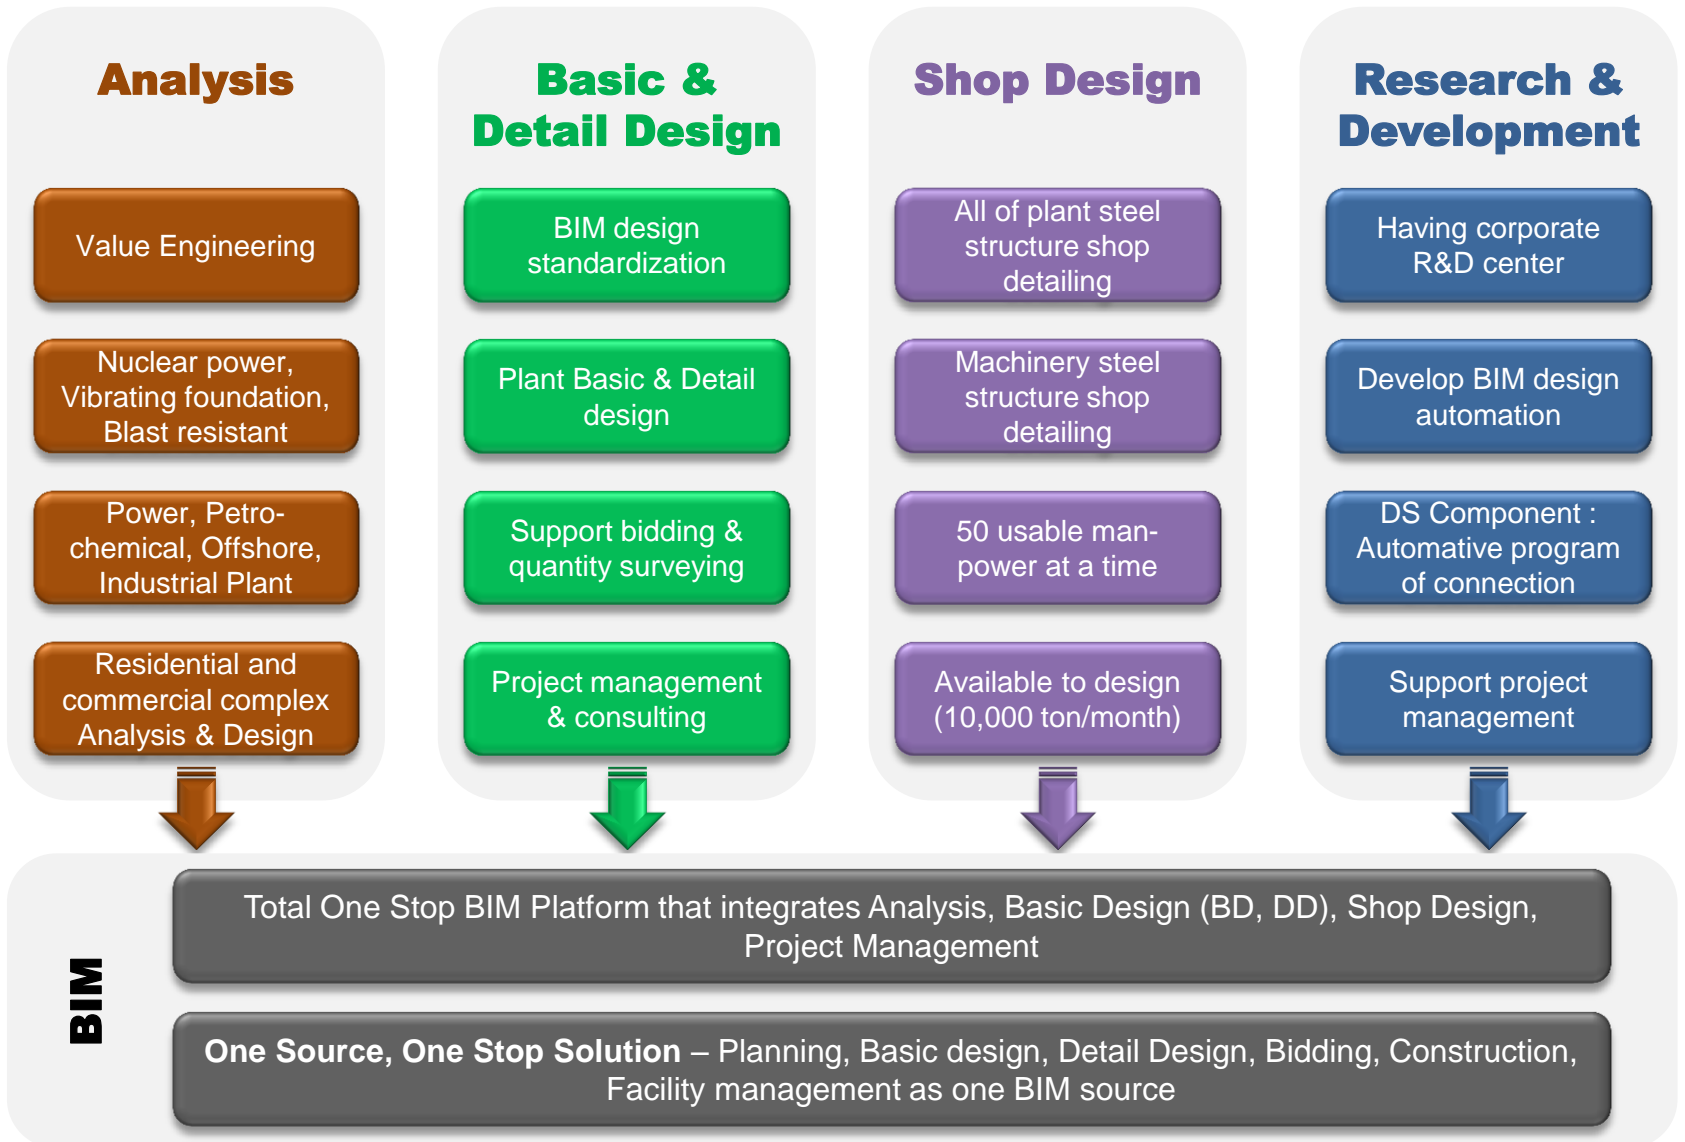 Analysis
Value Engineering
Nuclear power,
Vibrating foundation,
Blast resistant
Power, Petro-
chemical, Offshore,
Industrial Plant
Residential and
commercial complex
Analysis & Design
Basic &
Detail Design
BIM design
standardization
Plant Basic & Detail
design
Support bidding &
quantity surveying
Project management
& consulting
Shop Design
All of plant steel
structure shop
detailing
Machinery steel
structure shop
detailing
50 usable man-
power at a time
Available to design
(10,000 ton/month)
Research &
Development
Having corporate
R&D center
Develop BIM design
automation
DS Component :
Automative program
of connection
Support project
management
BIM
Total One Stop BIM Platform that integrates Analysis, Basic Design (BD, DD), Shop Design,
Project Management
One Source, One Stop Solution – Planning, Basic design, Detail Design, Bidding, Construction,
Facility management as one BIM source